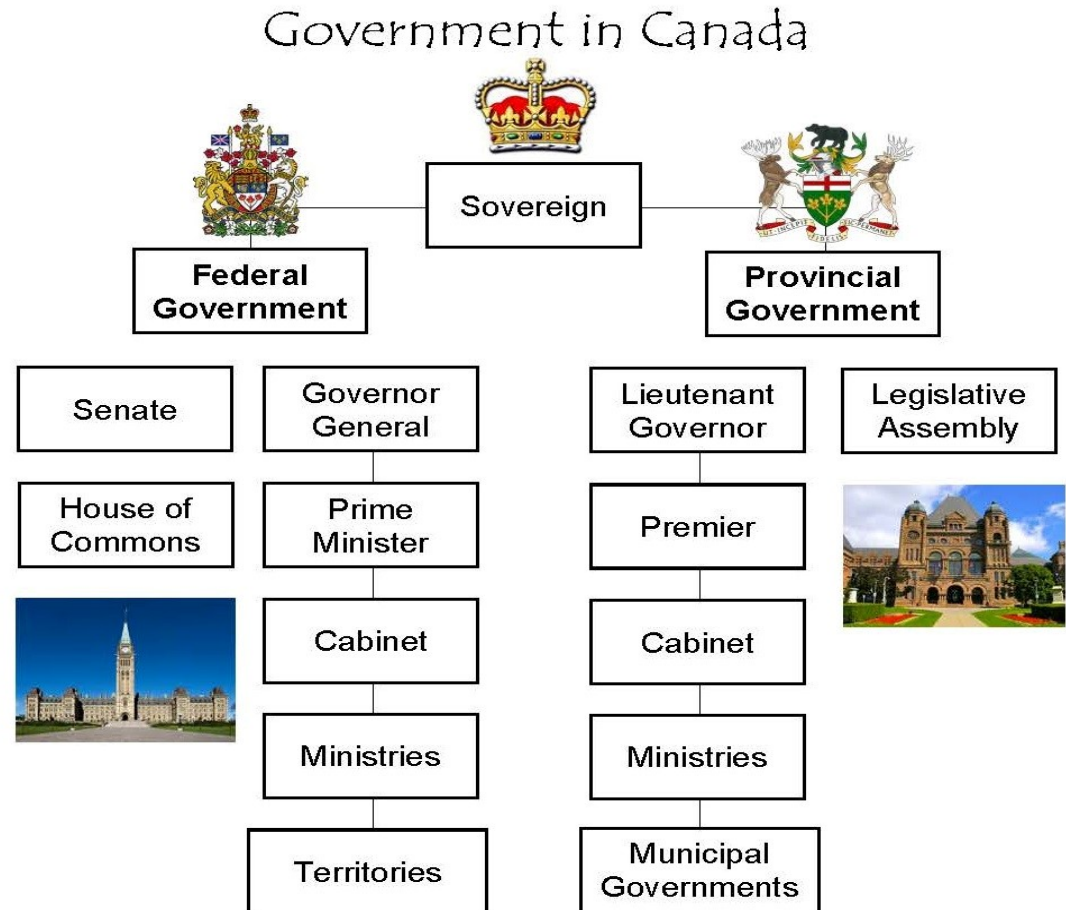 Government in Canada
Sovereign
Federal
Government
Provincial
Government
Senate
Governor
General
Lieutenant
Governor
Legislative
Assembly
House of
Commons
Prime
Minister
Premier
Cabinet
Cabinet
Ministries
Ministries
Territories
Municipal
Governments